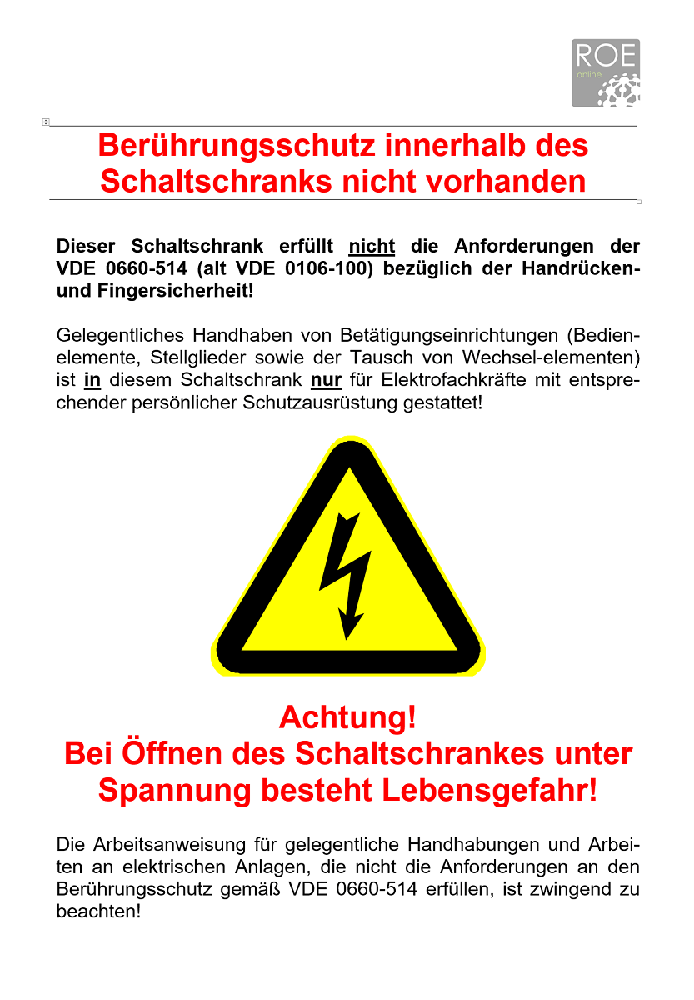 ROE
online
Berührungsschutz innerhalb des
Schaltschranks nicht vorhanden
Dieser Schaltschrank erfüllt nicht die Anforderungen der
VDE 0660-514 (alt VDE 0106-100) bezüglich der Handrücken-
und Fingersicherheit!
Gelegentliches Handhaben von Betätigungseinrichtungen (Bedien-
elemente, Stellglieder sowie der Tausch von Wechsel-elementen)
ist in diesem Schaltschrank nur für Elektrofachkräfte mit entspre-
chender persönlicher Schutzausrüstung gestattet!
Achtung!
Bei Öffnen des Schaltschrankes unter
Spannung besteht Lebensgefahr!
Die Arbeitsanweisung für gelegentliche Handhabungen und Arbei-
ten an elektrischen Anlagen, die nicht die Anforderungen an den
Berührungsschutz gemäß VDE 0660-514 erfüllen, ist zwingend zu
beachten!